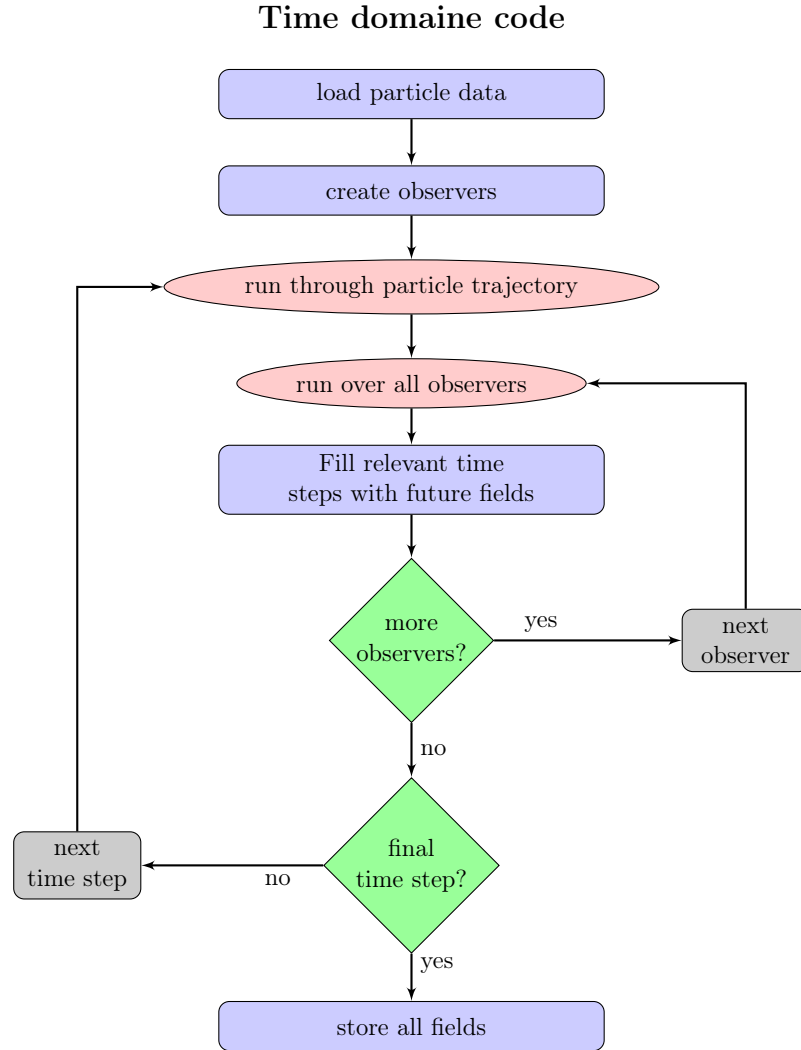 Time domaine code
load particle data
create observers
run through particle trajectory
run over all observers
Fill relevant time
steps with future fields
more
observers?
yes
next
observer
no
final
time step?
no
next
time step
yes
store all fields